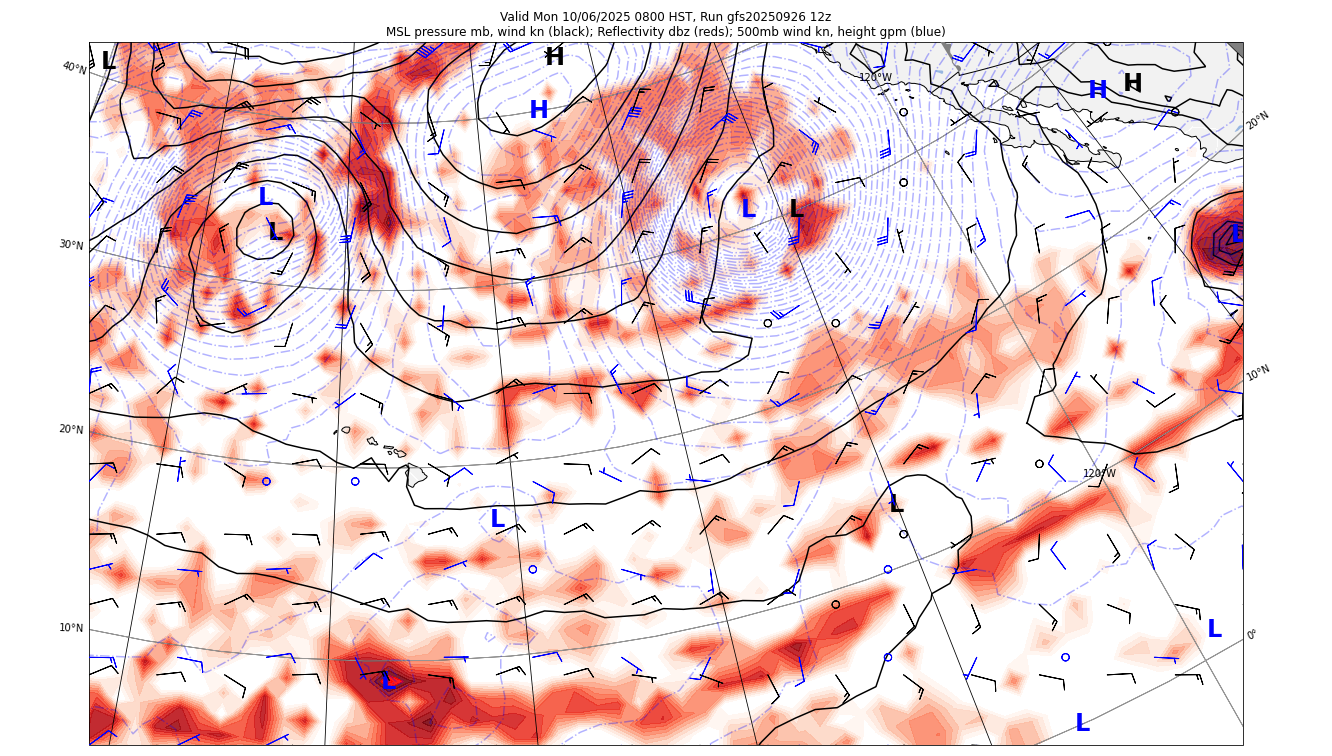 Valid Mon 10/06/2025 0800 HST, Run gfs20250926 12z
MSL pressure mb, wind kn (black); Reflectivity dbz (reds); 500mb wind kn, height gpm (blue)
40°N
L
H
H
120°W
H
H
20°N
L
L
L
L
30°N
L
10°N
20°N
120°W
L
L
10°N
L
0°
L
L